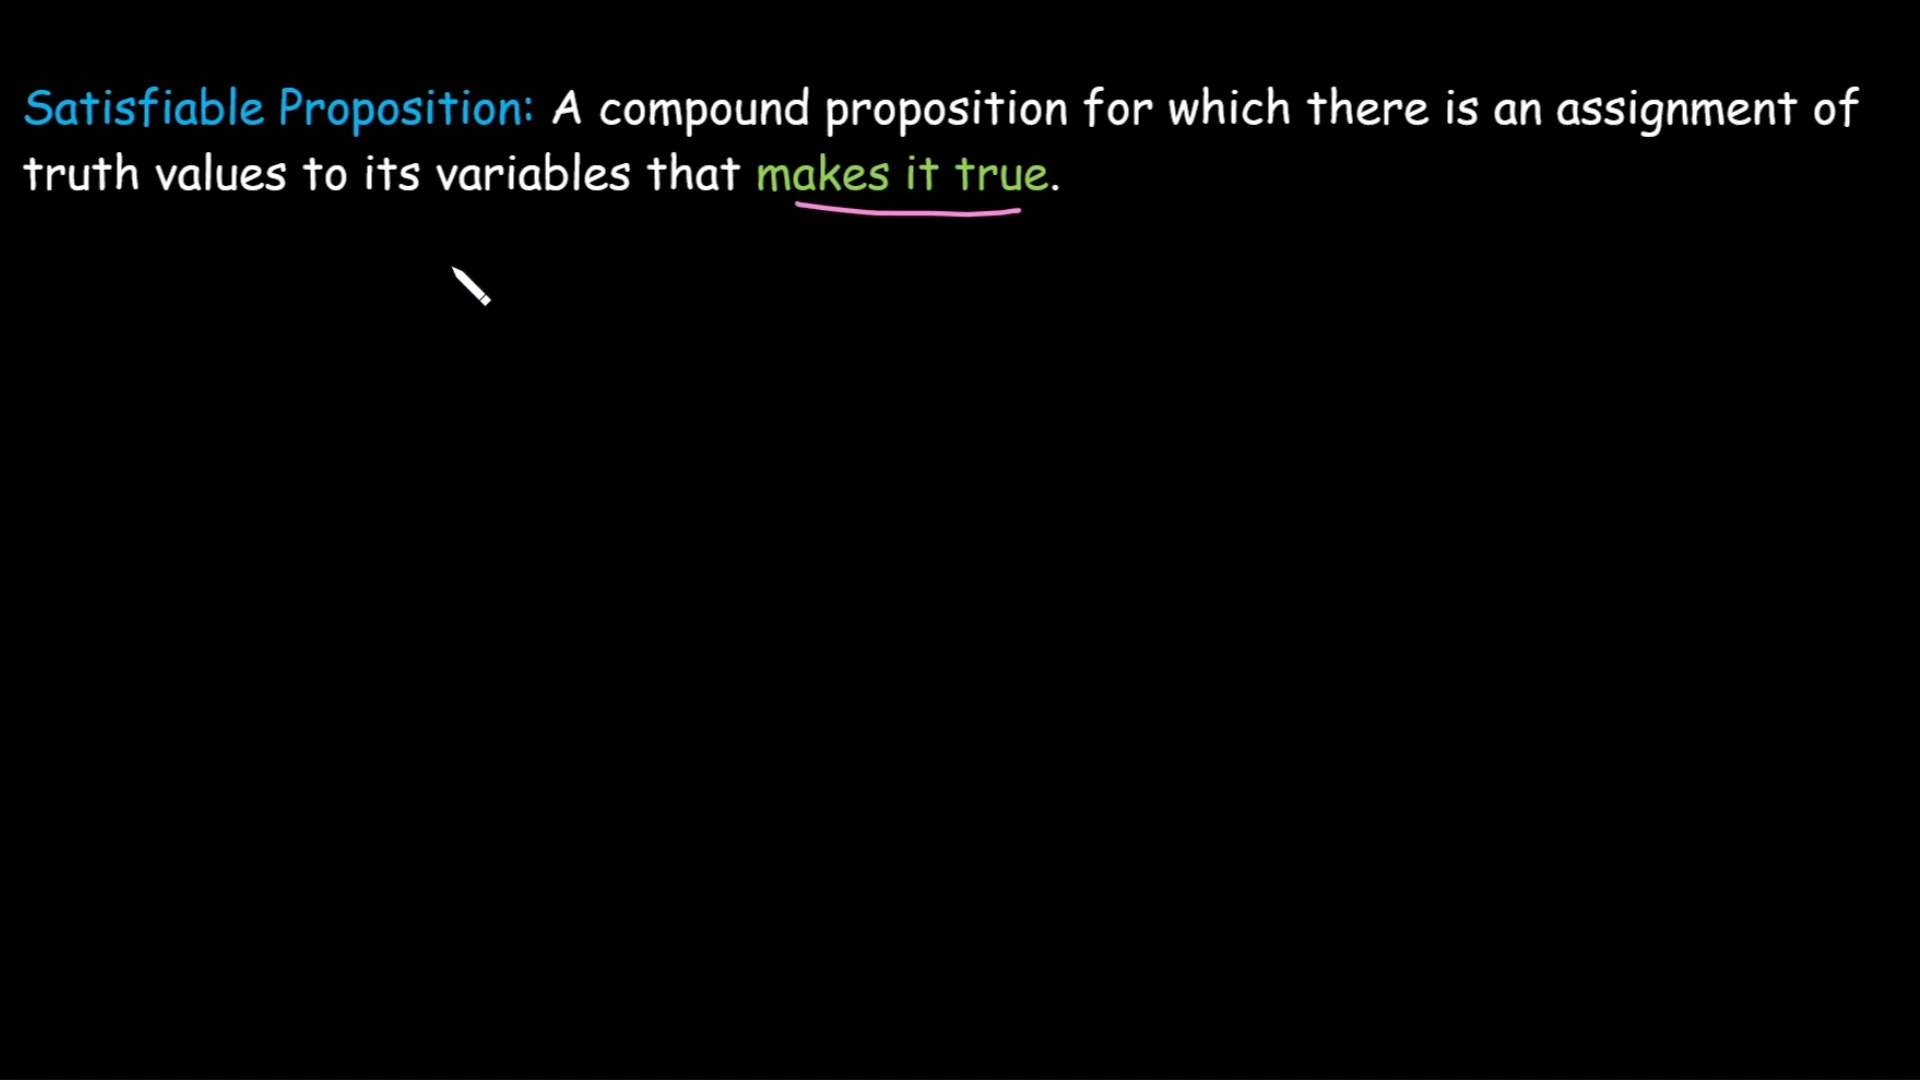 Satisfiable Proposition: A compound proposition for which there is an assignment of
truth values to its variables that makes it true.